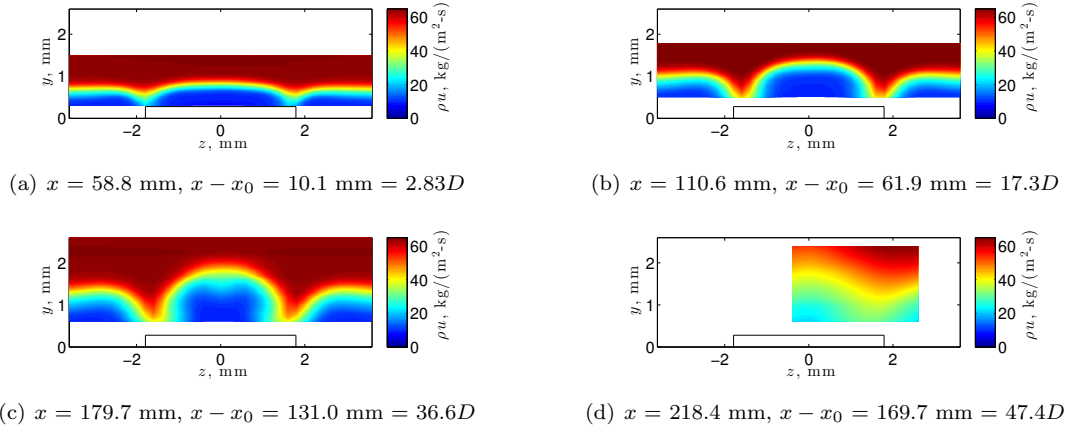 2
1
0
y, mm
−2 0 2
z, mm
60
40
20
0
ρu, kg/(m²-s)
(a) x = 58.8 mm, x − x₀ = 10.1 mm = 2.83D
2
1
0
y, mm
−2 0 2
z, mm
60
40
20
0
ρu, kg/(m²-s)
(b) x = 110.6 mm, x − x₀ = 61.9 mm = 17.3D
2
1
0
y, mm
−2 0 2
z, mm
60
40
20
0
ρu, kg/(m²-s)
(c) x = 179.7 mm, x − x₀ = 131.0 mm = 36.6D
2
1
0
y, mm
−2 0 2
z, mm
60
40
20
0
ρu, kg/(m²-s)
(d) x = 218.4 mm, x − x₀ = 169.7 mm = 47.4D